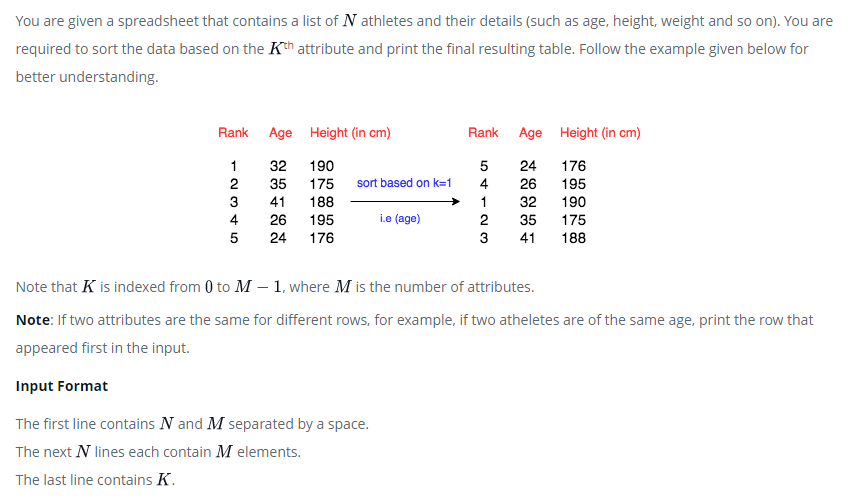 You are given a spreadsheet that contains a list of N athletes and their details (such as age, height, weight and so on). You are
required to sort the data based on the Kth attribute and print the final resulting table. Follow the example given below for
better understanding.
Rank Age Height (in cm) Rank Age Height (in cm)
1 32 190 5 24 176
2 35 175 sort based on k=1 4 26 195
3 41 188 1 32 190
4 26 195 i.e (age) 2 35 175
5 24 176 3 41 188
Note that K is indexed from 0 to M − 1, where M is the number of attributes.
Note: If two attributes are the same for different rows, for example, if two atheletes are of the same age, print the row that
appeared first in the input.
Input Format
The first line contains N and M separated by a space.
The next N lines each contain M elements.
The last line contains K.